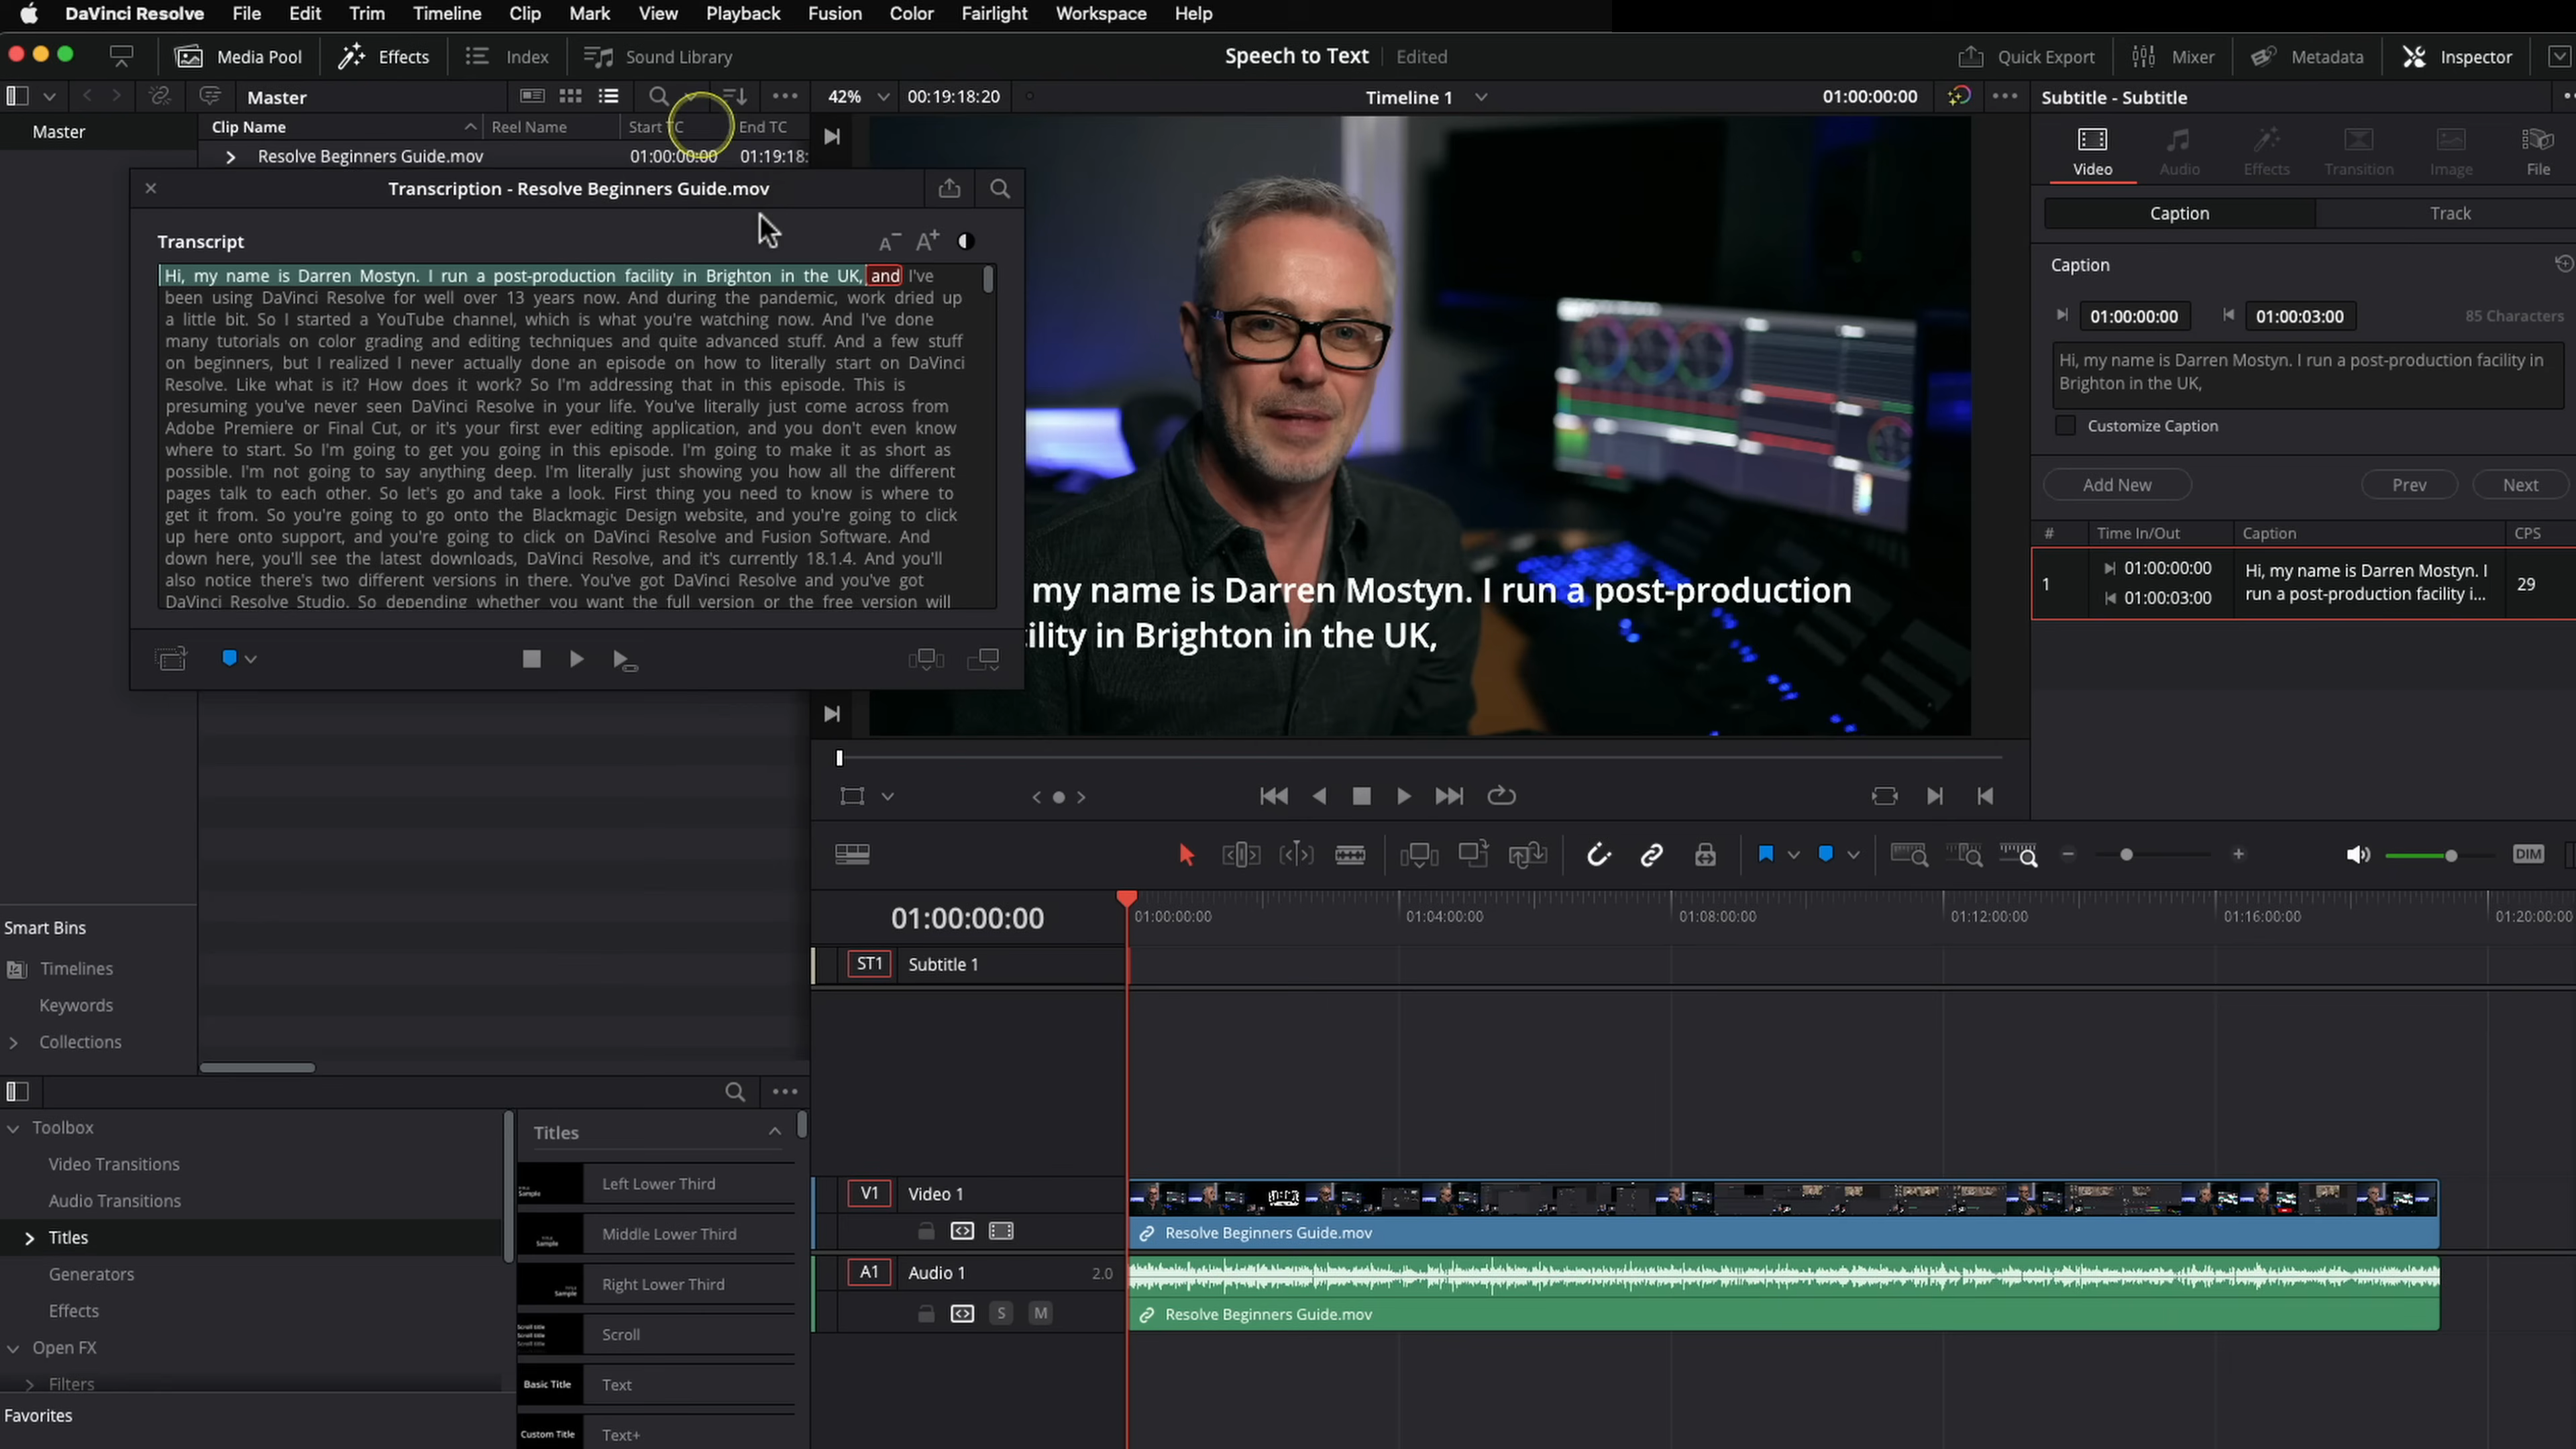 DaVinci Resolve File Edit Trim Timeline Clip Mark View Playback Fusion Color Fairlight Workspace Help
Media Pool Effects Index Sound Library Speech to Text Edited Quick Export Mixer Metadata Inspector
Master 42% 00:19:18:20 Timeline 1 01:00:00:00 Subtitle - Subtitle
Master
Clip Name Reel Name Start TC End TC
Resolve Beginners Guide.mov 01:00:00:00 01:19:18:
Transcription - Resolve Beginners Guide.mov
Transcript A− A+
Hi, my name is Darren Mostyn. I run a post-production facility in Brighton in the UK, and I've
been using DaVinci Resolve for well over 13 years now. And during the pandemic, work dried up
a little bit. So I started a YouTube channel, which is what you're watching now. And I've done
many tutorials on color grading and editing techniques and quite advanced stuff. And a few stuff
on beginners, but I realized I never actually done an episode on how to literally start on DaVinci
Resolve. Like what is it? How does it work? So I'm addressing that in this episode. This is
presuming you've never seen DaVinci Resolve in your life. You've literally just come across from
Adobe Premiere or Final Cut, or it's your first ever editing application, and you don't even know
where to start. So I'm going to get you going in this episode. I'm going to make it as short as
possible. I'm not going to say anything deep. I'm literally just showing you how all the different
pages talk to each other. So let's go and take a look. First thing you need to know is where to
get it from. So you're going to go onto the Blackmagic Design website, and you're going to click
up here onto support, and you're going to click on DaVinci Resolve and Fusion Software. And
down here, you'll see the latest downloads, DaVinci Resolve, and it's currently 18.1.4. And you'll
also notice there's two different versions in there. You've got DaVinci Resolve and you've got
DaVinci Resolve Studio. So depending whether you want the full version or the free version will
my name is Darren Mostyn. I run a post-production
ility in Brighton in the UK,
Video Audio Effects Transition Image File
Caption Track
Caption
01:00:00:00 01:00:03:00 85 Characters
Hi, my name is Darren Mostyn. I run a post-production facility in
Brighton in the UK,
Customize Caption
Add New Prev Next
# Time In/Out Caption CPS
1 01:00:00:00 Hi, my name is Darren Mostyn. I 29
01:00:03:00 run a post-production facility i...
DIM
01:00:00:00 01:00:00:00 01:04:00:00 01:08:00:00 01:12:00:00 01:16:00:00 01:20:00:00
ST1 Subtitle 1
V1 Video 1
Resolve Beginners Guide.mov
A1 Audio 1 2.0
S M Resolve Beginners Guide.mov
Smart Bins
Timelines
Keywords
Collections
Toolbox
Video Transitions
Audio Transitions
Titles
Generators
Effects
Open FX
Filters
Favorites
Titles
Sample Left Lower Third
Sample Middle Lower Third
Sample Right Lower Third
Scroll
Basic Title Text
Custom Title Text+